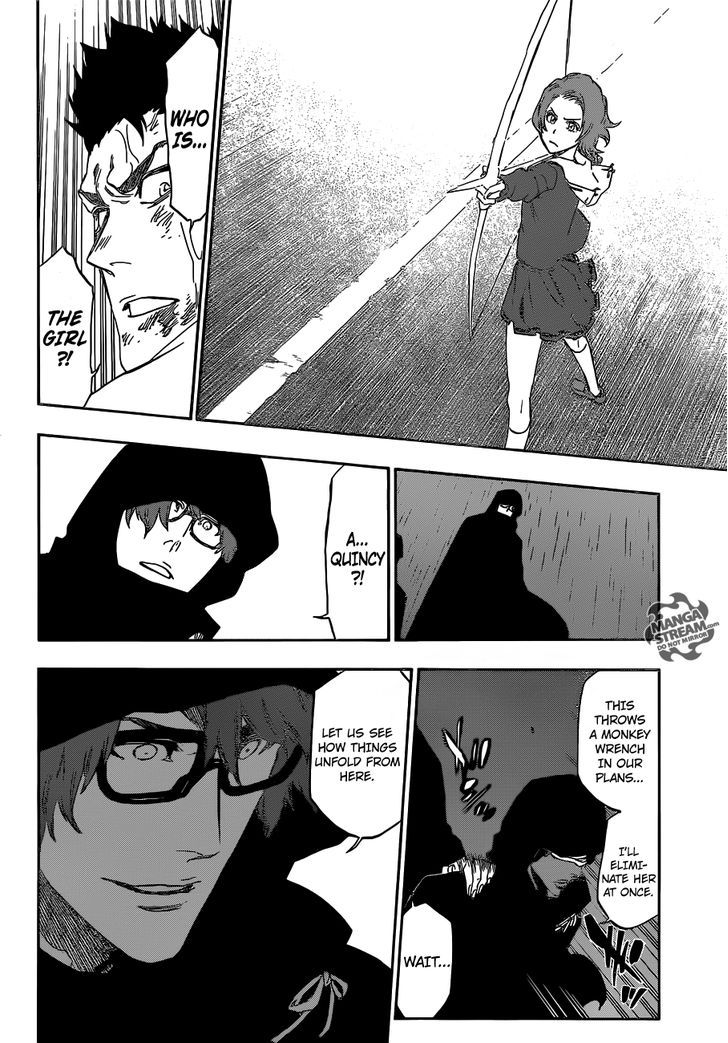 WHO
IS...
THE
GIRL
?!
A...
QUINCY
?!
MANGA
STREAM.com
DO NOT MIRROR
THIS
THROWS
A MONKEY
WRENCH
IN OUR
PLANS...
I'LL
ELIMI-
NATE HER
AT ONCE.
WAIT...
LET US SEE
HOW THINGS
UNFOLD FROM
HERE.